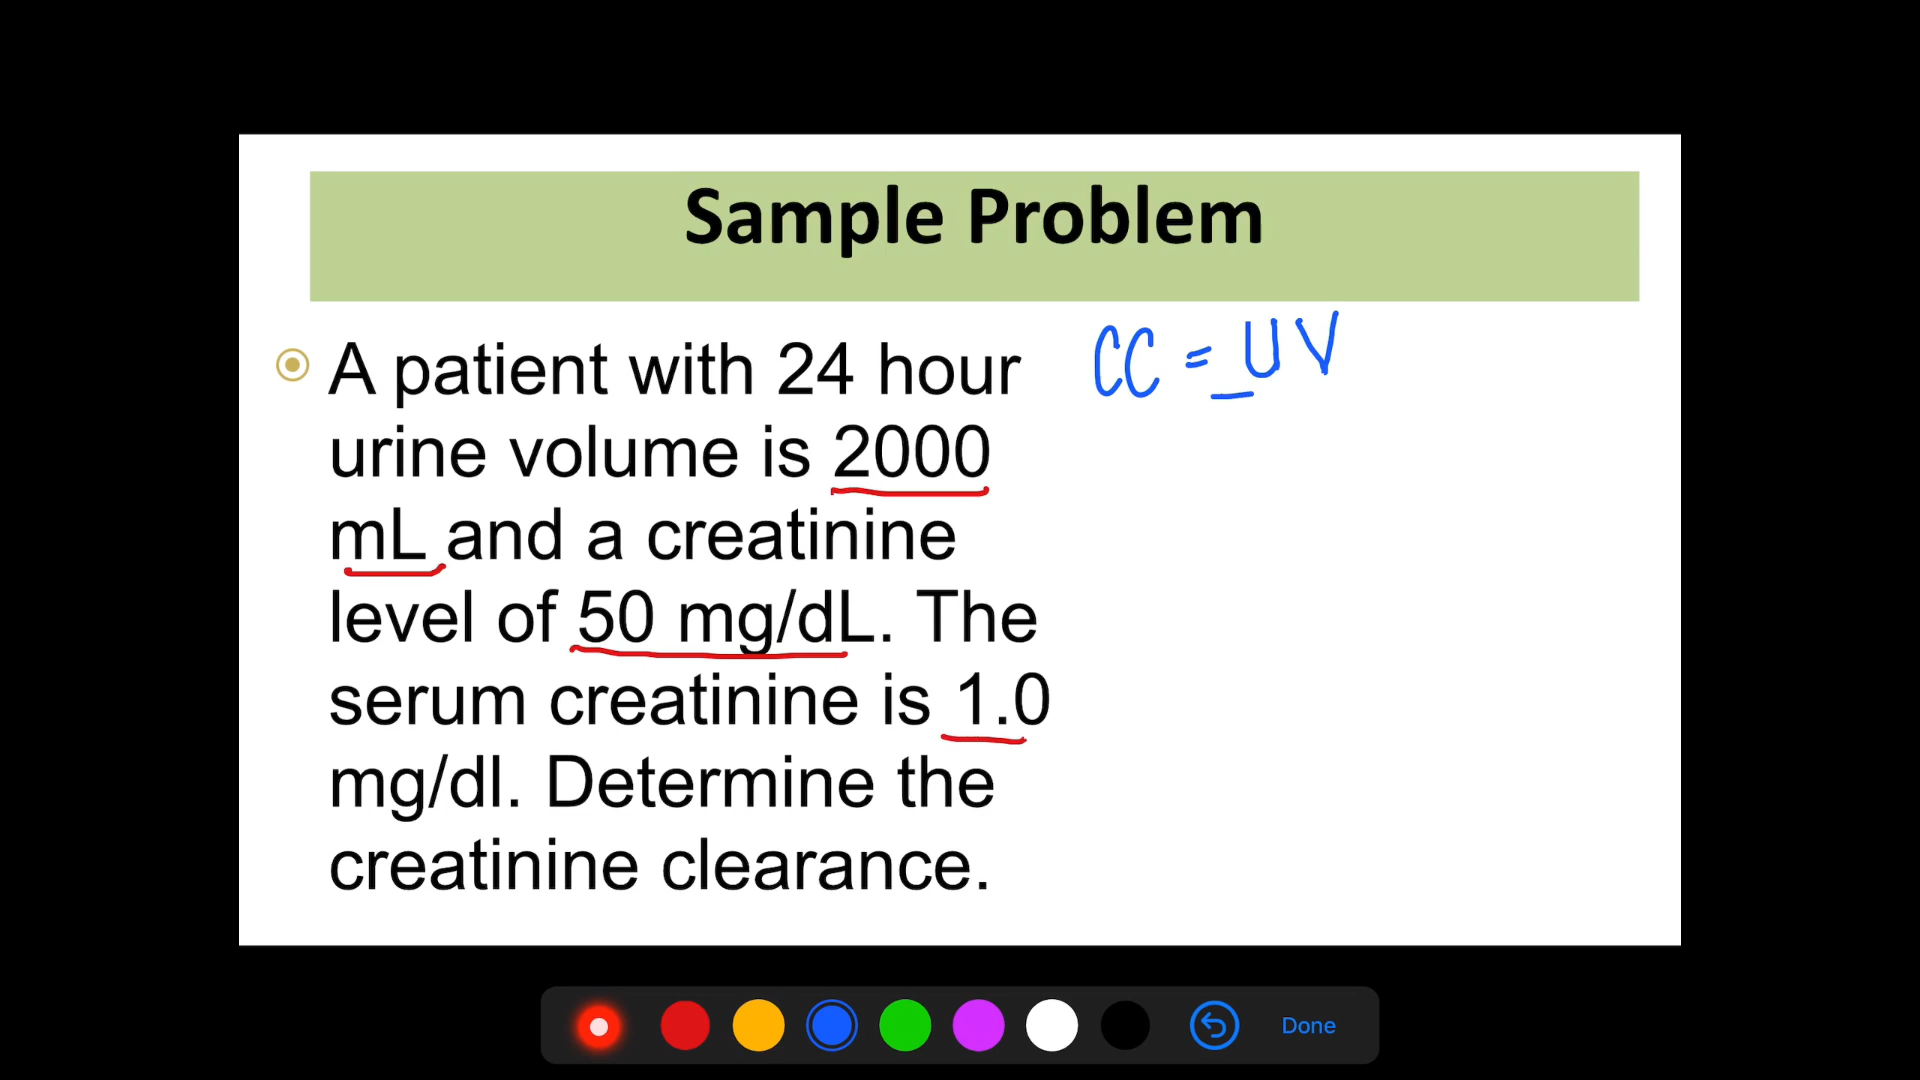 Sample Problem
A patient with 24 hour
urine volume is 2000
mL and a creatinine
level of 50 mg/dL. The
serum creatinine is 1.0
mg/dl. Determine the
creatinine clearance.
CC = UV
Done